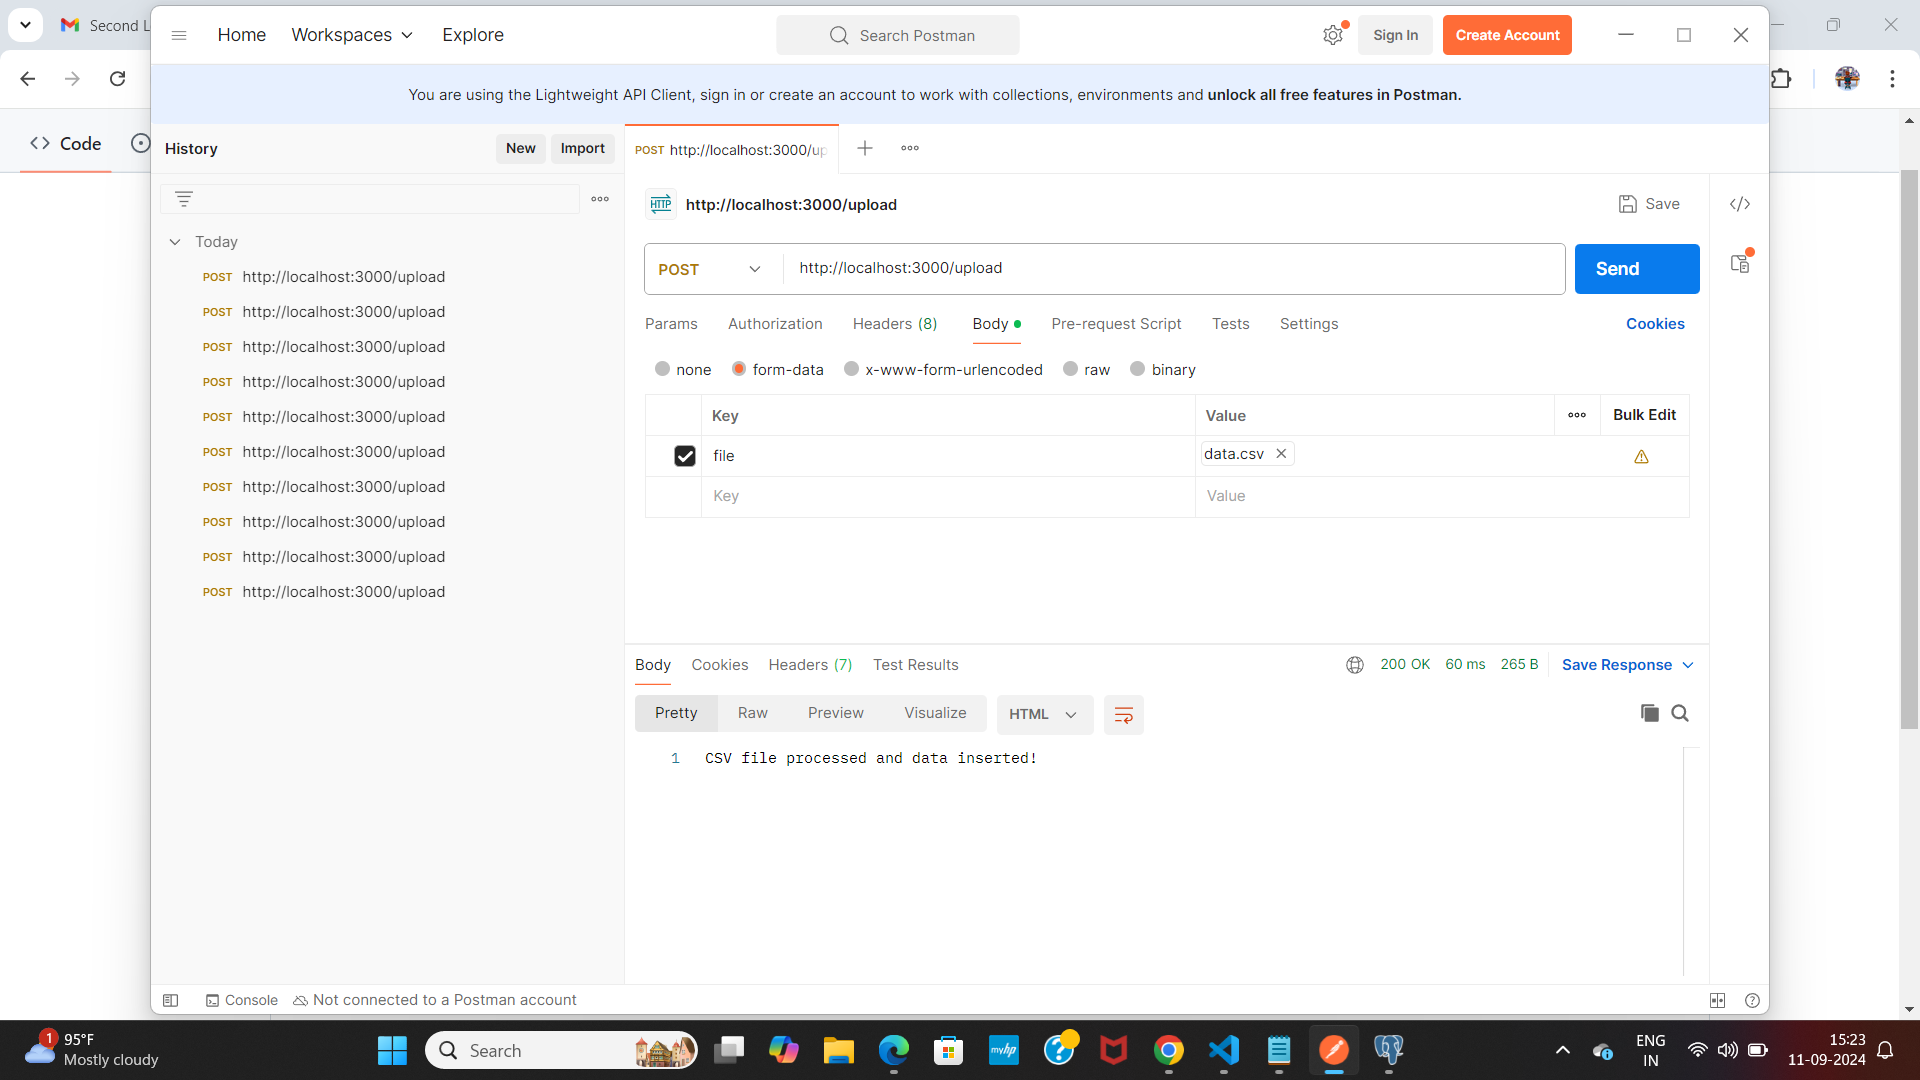 Second L
Home
Workspaces
Explore
Search Postman
Sign In
Create Account
You are using the Lightweight API Client, sign in or create an account to work with collections, environments and unlock all free features in Postman.
Code
History
New
Import
POST http://localhost:3000/up
HTTP
http://localhost:3000/upload
Save
Today
POST http://localhost:3000/upload
POST http://localhost:3000/upload
POST http://localhost:3000/upload
POST http://localhost:3000/upload
POST http://localhost:3000/upload
POST http://localhost:3000/upload
POST http://localhost:3000/upload
POST http://localhost:3000/upload
POST http://localhost:3000/upload
POST http://localhost:3000/upload
POST
http://localhost:3000/upload
Send
Params
Authorization
Headers (8)
Body
Pre-request Script
Tests
Settings
Cookies
none
form-data
x-www-form-urlencoded
raw
binary
Key
Value
Bulk Edit
file
data.csv
Key
Value
Body
Cookies
Headers (7)
Test Results
200 OK
60 ms
265 B
Save Response
Pretty
Raw
Preview
Visualize
HTML
1 CSV file processed and data inserted!
Console
Not connected to a Postman account
1
95°F
Mostly cloudy
Search
myhp
ENG
IN
15:23
11-09-2024